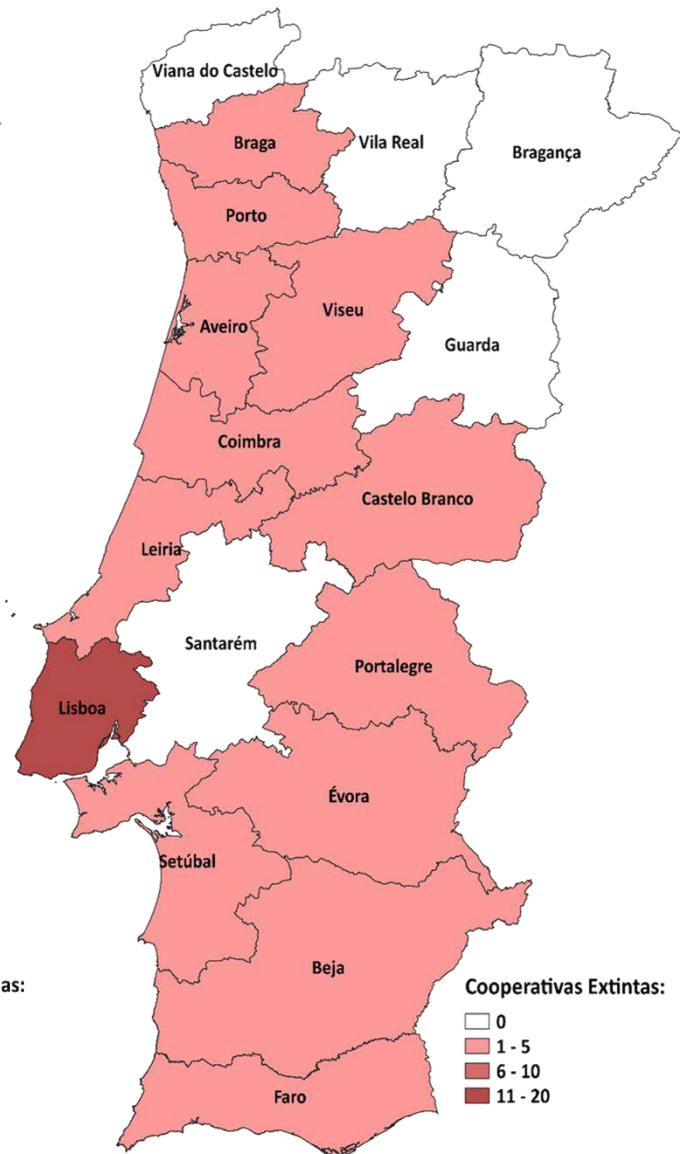 Viana do Castelo
Braga
Vila Real
Bragança
Porto
Aveiro
Viseu
Guarda
Coimbra
Castelo Branco
Leiria
Santarém
Portalegre
Lisboa
Évora
Setúbal
Beja
Faro
as:
Cooperativas Extintas:
0
1 - 5
6 - 10
11 - 20